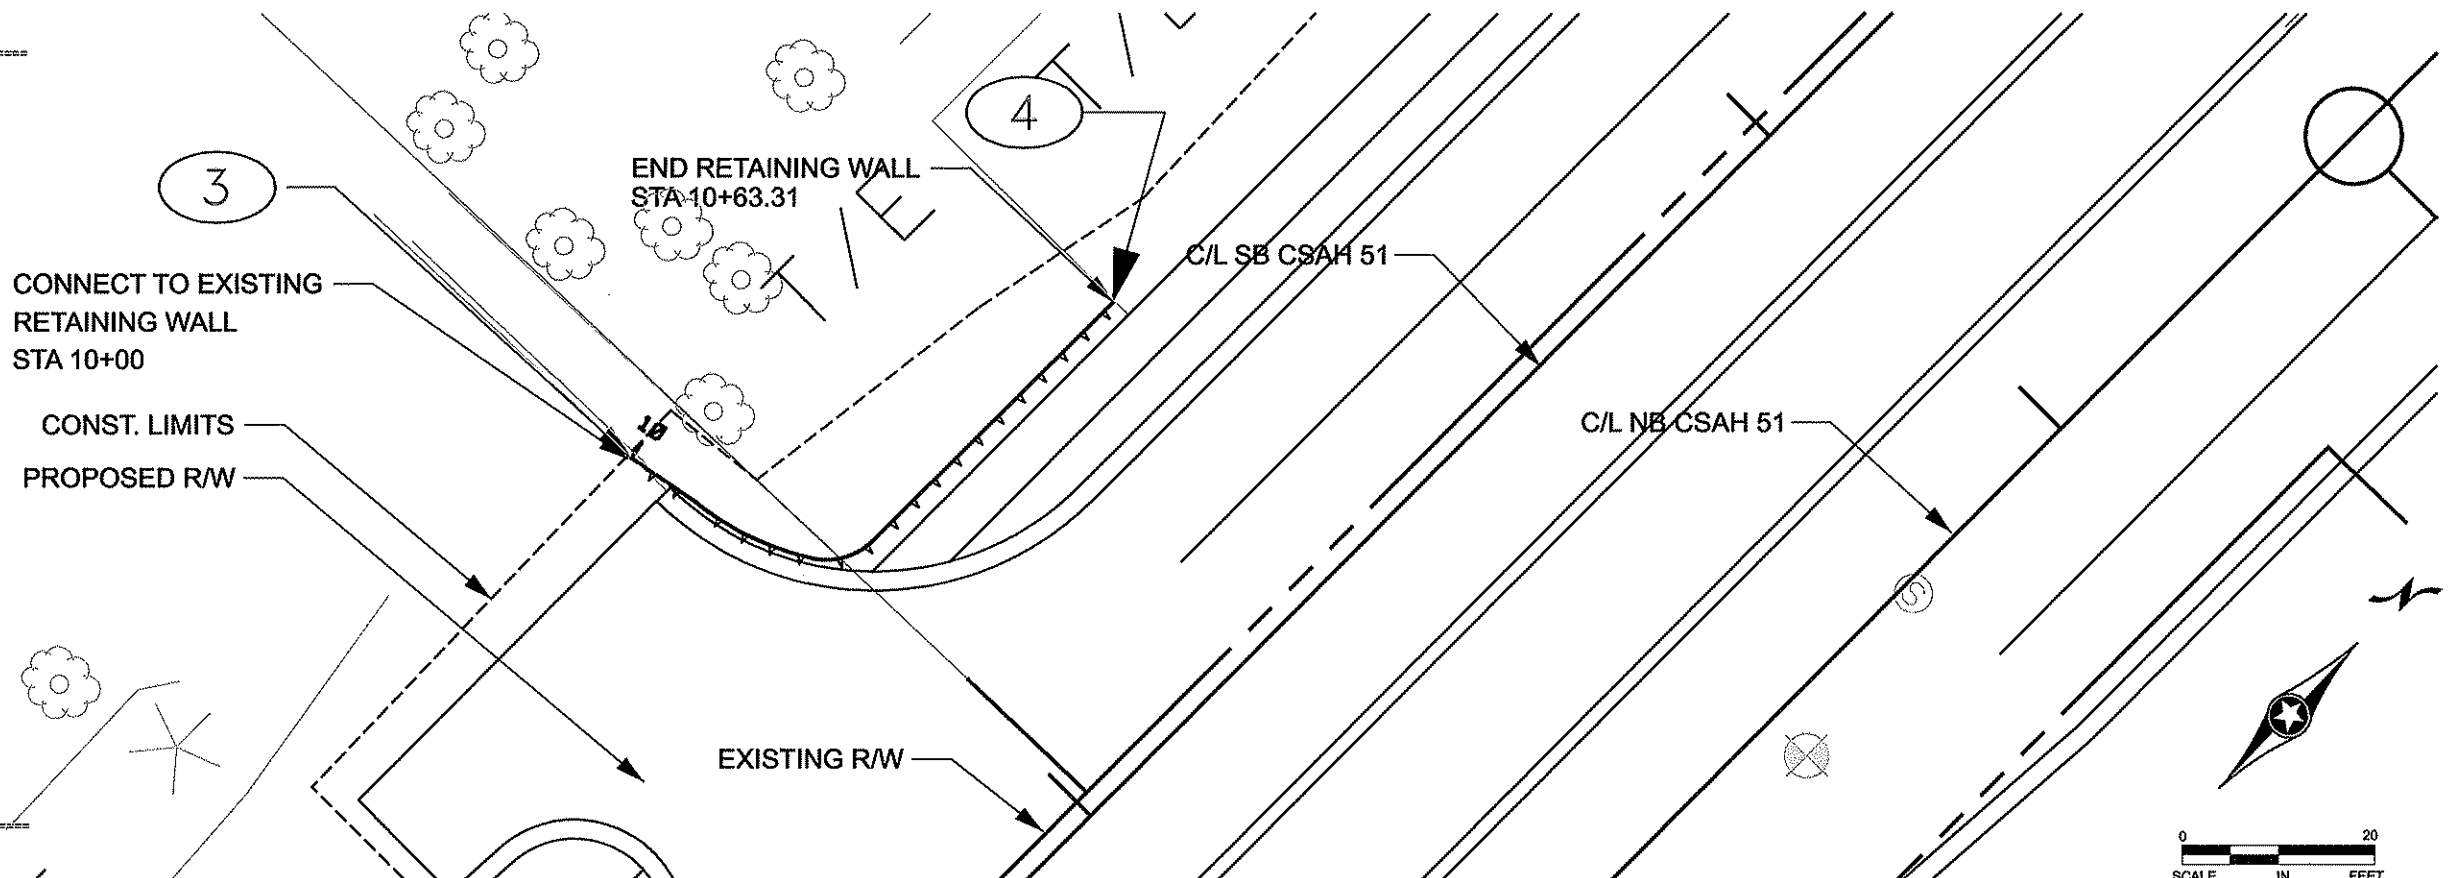 4
END RETAINING WALL
STA 10+63.31
T/E
T/E
3
C/L SB CSAH 51
CONNECT TO EXISTING
RETAINING WALL
STA 10+00
10
CONST. LIMITS
C/L NB CSAH 51
PROPOSED R/W
S
N
EXISTING R/W
0 20
SCALE IN FEET